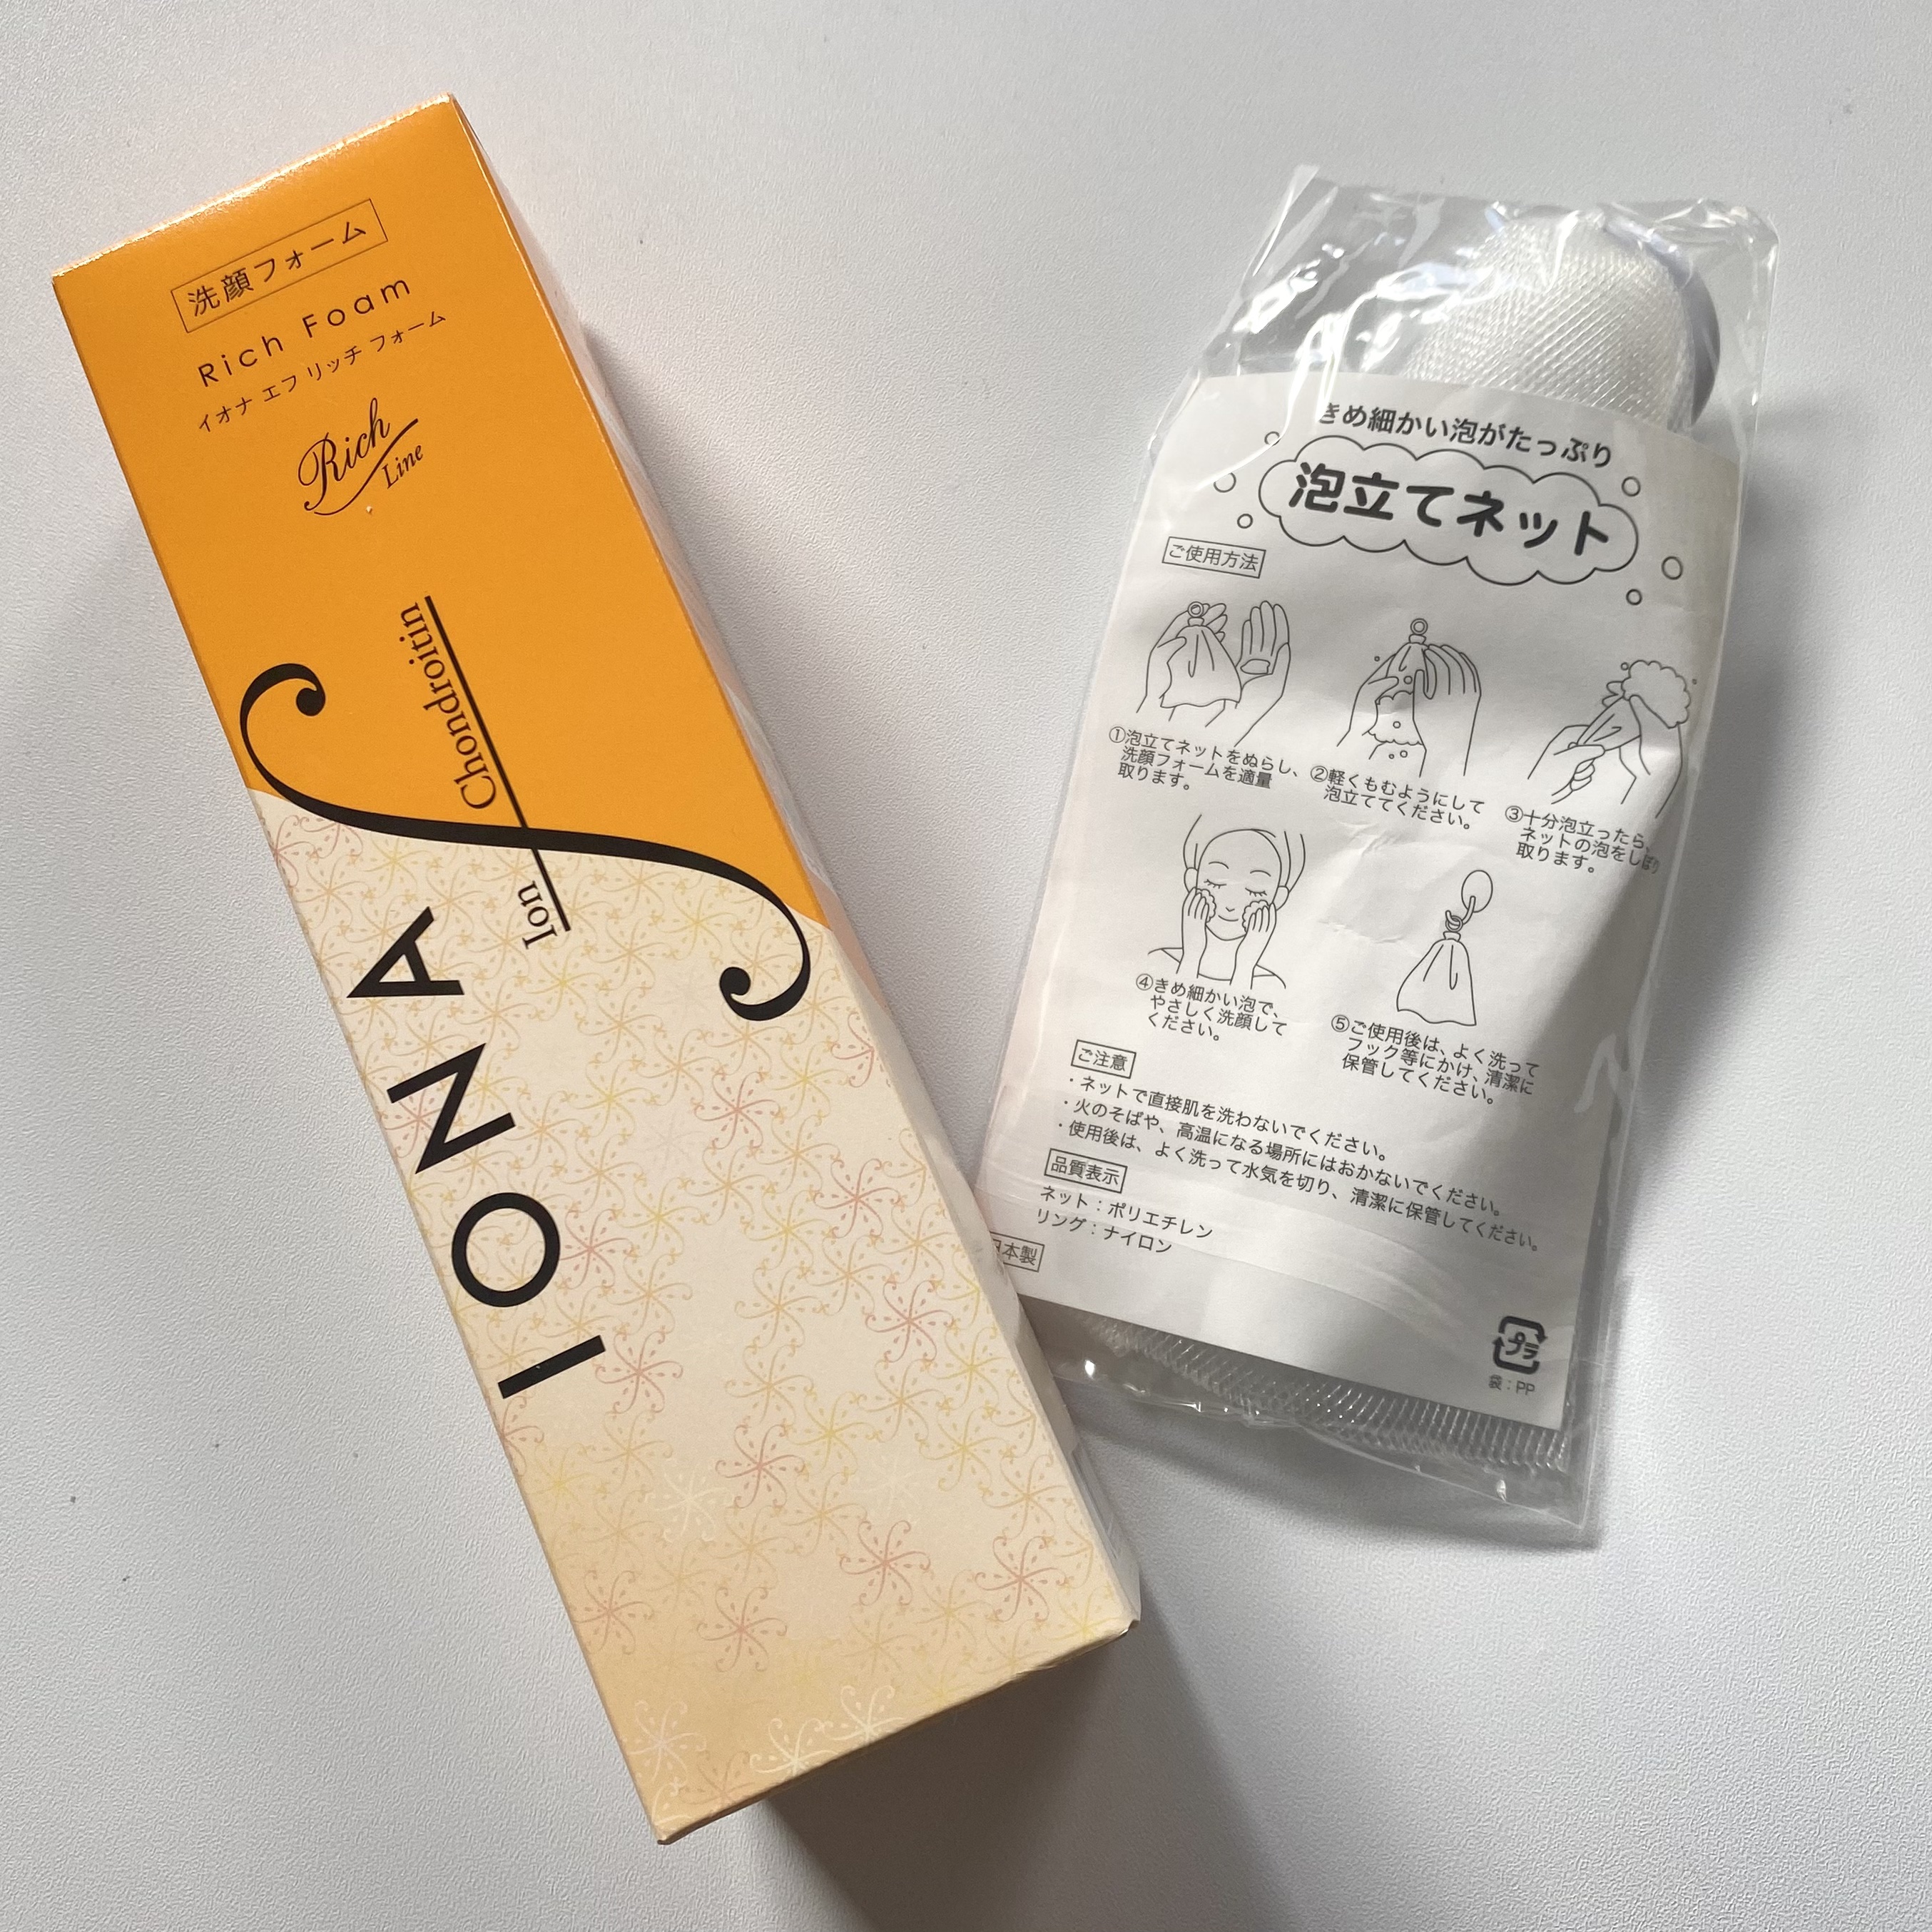 洗顔フォーム
Rich Foam
イオナ エフ リッチ フォーム
Rich
Line
Chondroitin
Ion
IONA
きめ細かい泡がたっぷり
泡立てネット
ご使用方法
①泡立てネットをぬらし、
洗顔フォームを適量
取ります。
②軽くもむようにして
泡立ててください。
③十分泡立ったら、
ネットの泡をしぼり
取ります。
④きめ細かい泡で、
やさしく洗顔して
ください。
⑤ご使用後は、よく洗って
フック等にかけ、清潔に
保管してください。
ご注意
・ネットで直接肌を洗わないでください。
・火のそばや、高温になる場所にはおかないでください。
・使用後は、よく洗って水気を切り、清潔に保管してください。
品質表示
ネット：ポリエチレン
リング：ナイロン
日本製
プラ
袋：PP